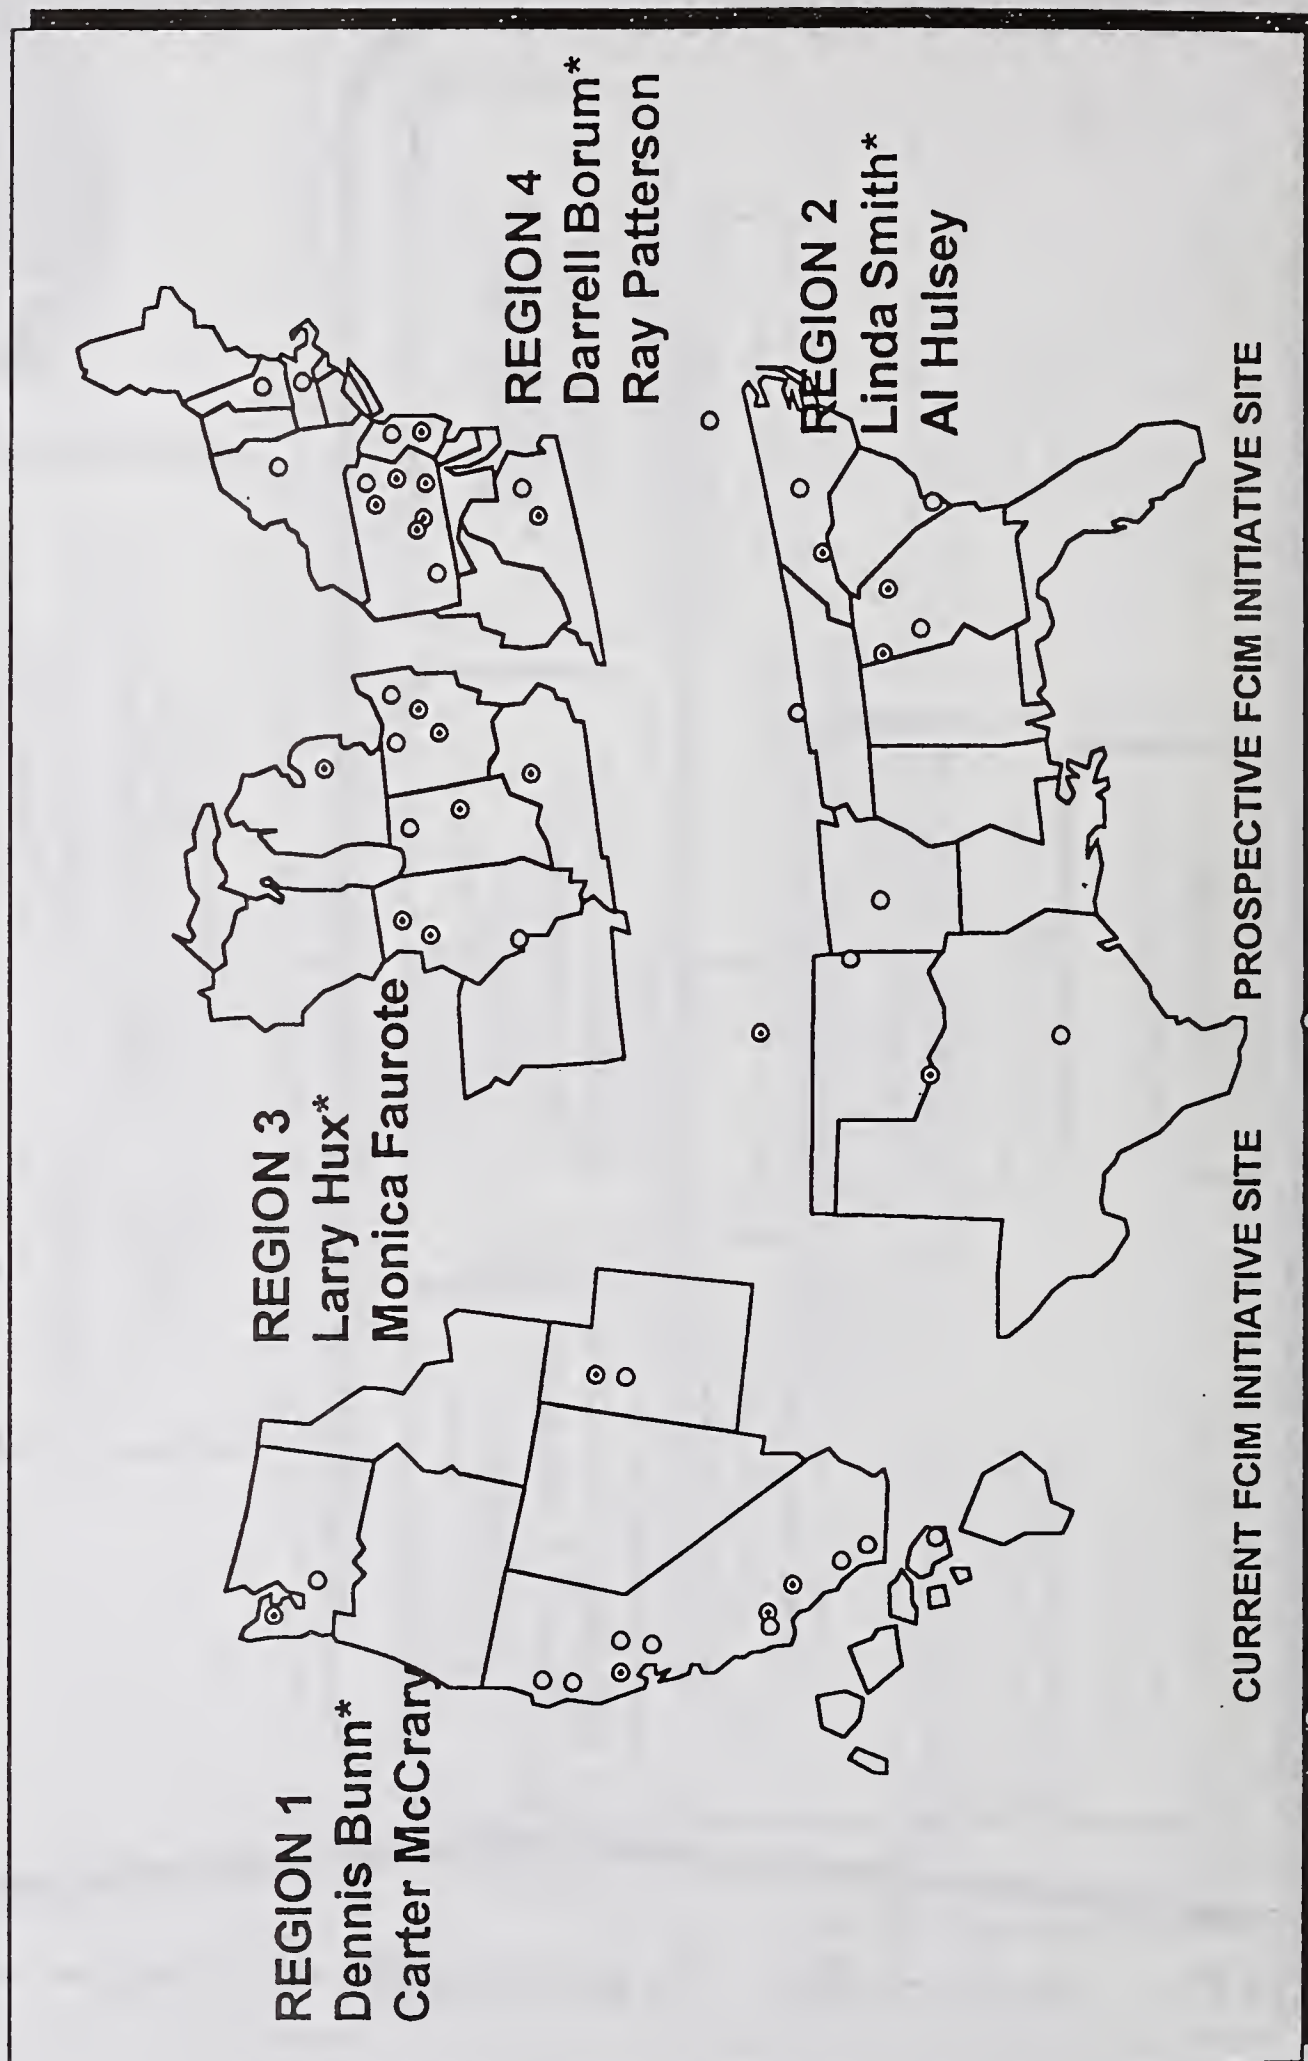 REGION 1
Dennis Bunn*
Carter McCrary
REGION 3
Larry Hux*
Monica Faurote
REGION 4
Darrell Borum*
Ray Patterson
REGION 2
Linda Smith*
Al Hulsey
CURRENT FCIM INITIATIVE SITE
PROSPECTIVE FCIM INITIATIVE SITE